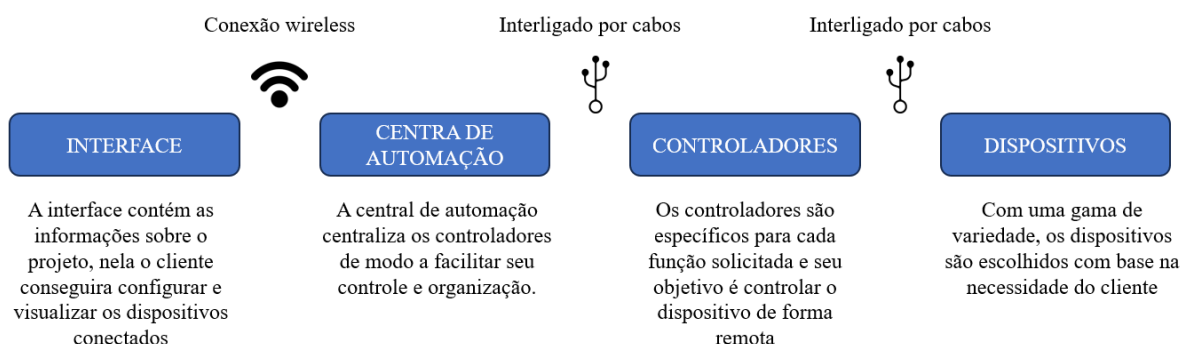 Conexão wireless
Interligado por cabos
Interligado por cabos
INTERFACE
CENTRA DE
AUTOMAÇÃO
CONTROLADORES
DISPOSITIVOS
A interface contém as
informações sobre o
projeto, nela o cliente
conseguira configurar e
visualizar os dispositivos
conectados
A central de automação
centraliza os controladores
de modo a facilitar seu
controle e organização.
Os controladores são
específicos para cada
função solicitada e seu
objetivo é controlar o
dispositivo de forma
remota
Com uma gama de
variedade, os dispositivos
são escolhidos com base na
necessidade do cliente